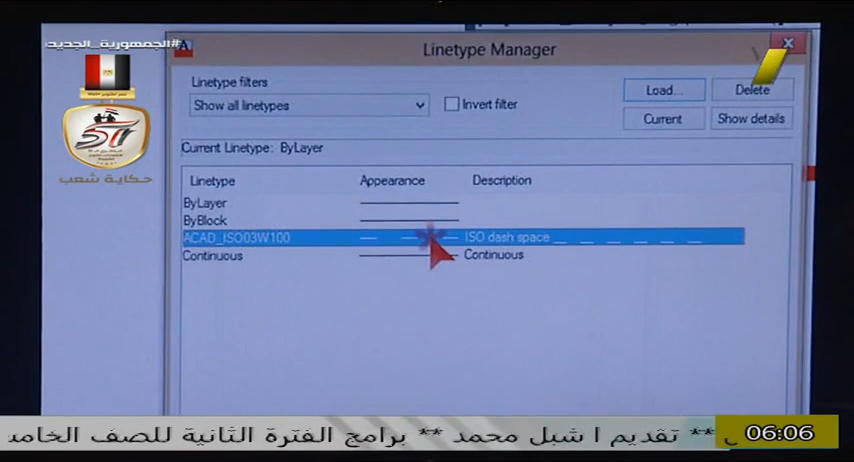 #الجمهورية_الجديدة
Linetype Manager
Linetype filters
Show all linetypes
Invert filter
Load...
Delete
Current
Show details
Current Linetype: ByLayer
Linetype Appearance Description
ByLayer
ByBlock
ACAD_ISO03W100 ISO dash space
Continuous Continuous
حكاية شعب
** تقديم ا شبل محمد ** برامج الفترة الثانية للصف
06:06